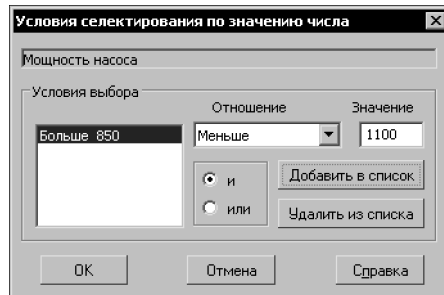 Условия селектирования по значению числа
Мощность насоса
Условия выбора
Отношение Значение
Больше 850 Меньше 1100
и Добавить в список
или Удалить из списка
OK Отмена Справка